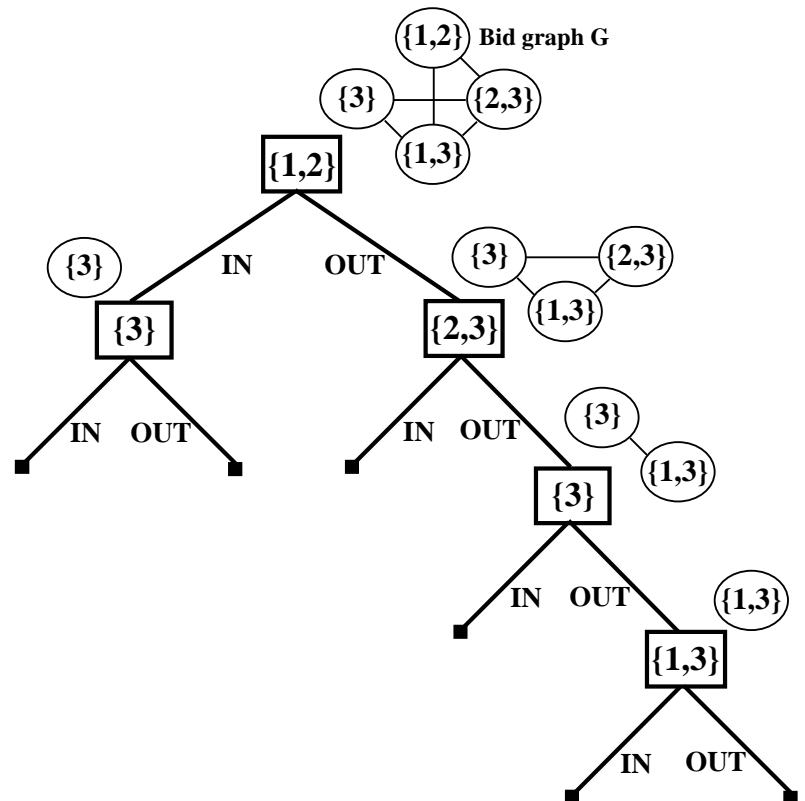 {1,2} Bid graph G
{3} {2,3}
{1,3}
{1,2}
{3} IN OUT {3} {2,3}
{1,3}
{3} {2,3}
IN OUT IN OUT {3}
{1,3}
{3}
IN OUT {1,3}
{1,3}
IN OUT